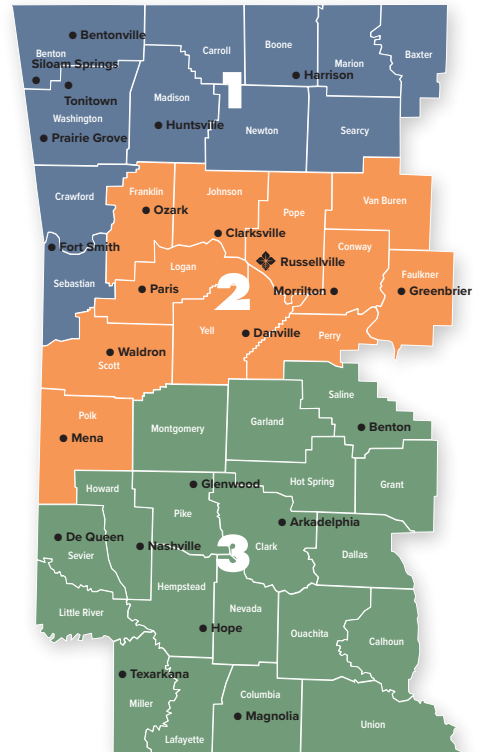 Bentonville
Benton
Carroll
Boone
Marion
Baxter
Siloam Springs
Harrison
Tonitown
Madison
1
Washington
Huntsville
Newton
Searcy
Prairie Grove
Crawford
Franklin
Johnson
Van Buren
Ozark
Pope
Clarksville
Fort Smith
Conway
Logan
Russellville
Faulkner
Sebastian
Paris
2
Morrilton
Greenbrier
Yell
Danville
Perry
Waldron
Scott
Saline
Polk
Garland
Montgomery
Benton
Mena
Howard
Glenwood
Hot Spring
Grant
Pike
Arkadelphia
De Queen
Nashville
3
Clark
Sevier
Dallas
Hempstead
Little River
Nevada
Hope
Ouachita
Calhoun
Texarkana
Columbia
Miller
Magnolia
Union
Lafayette